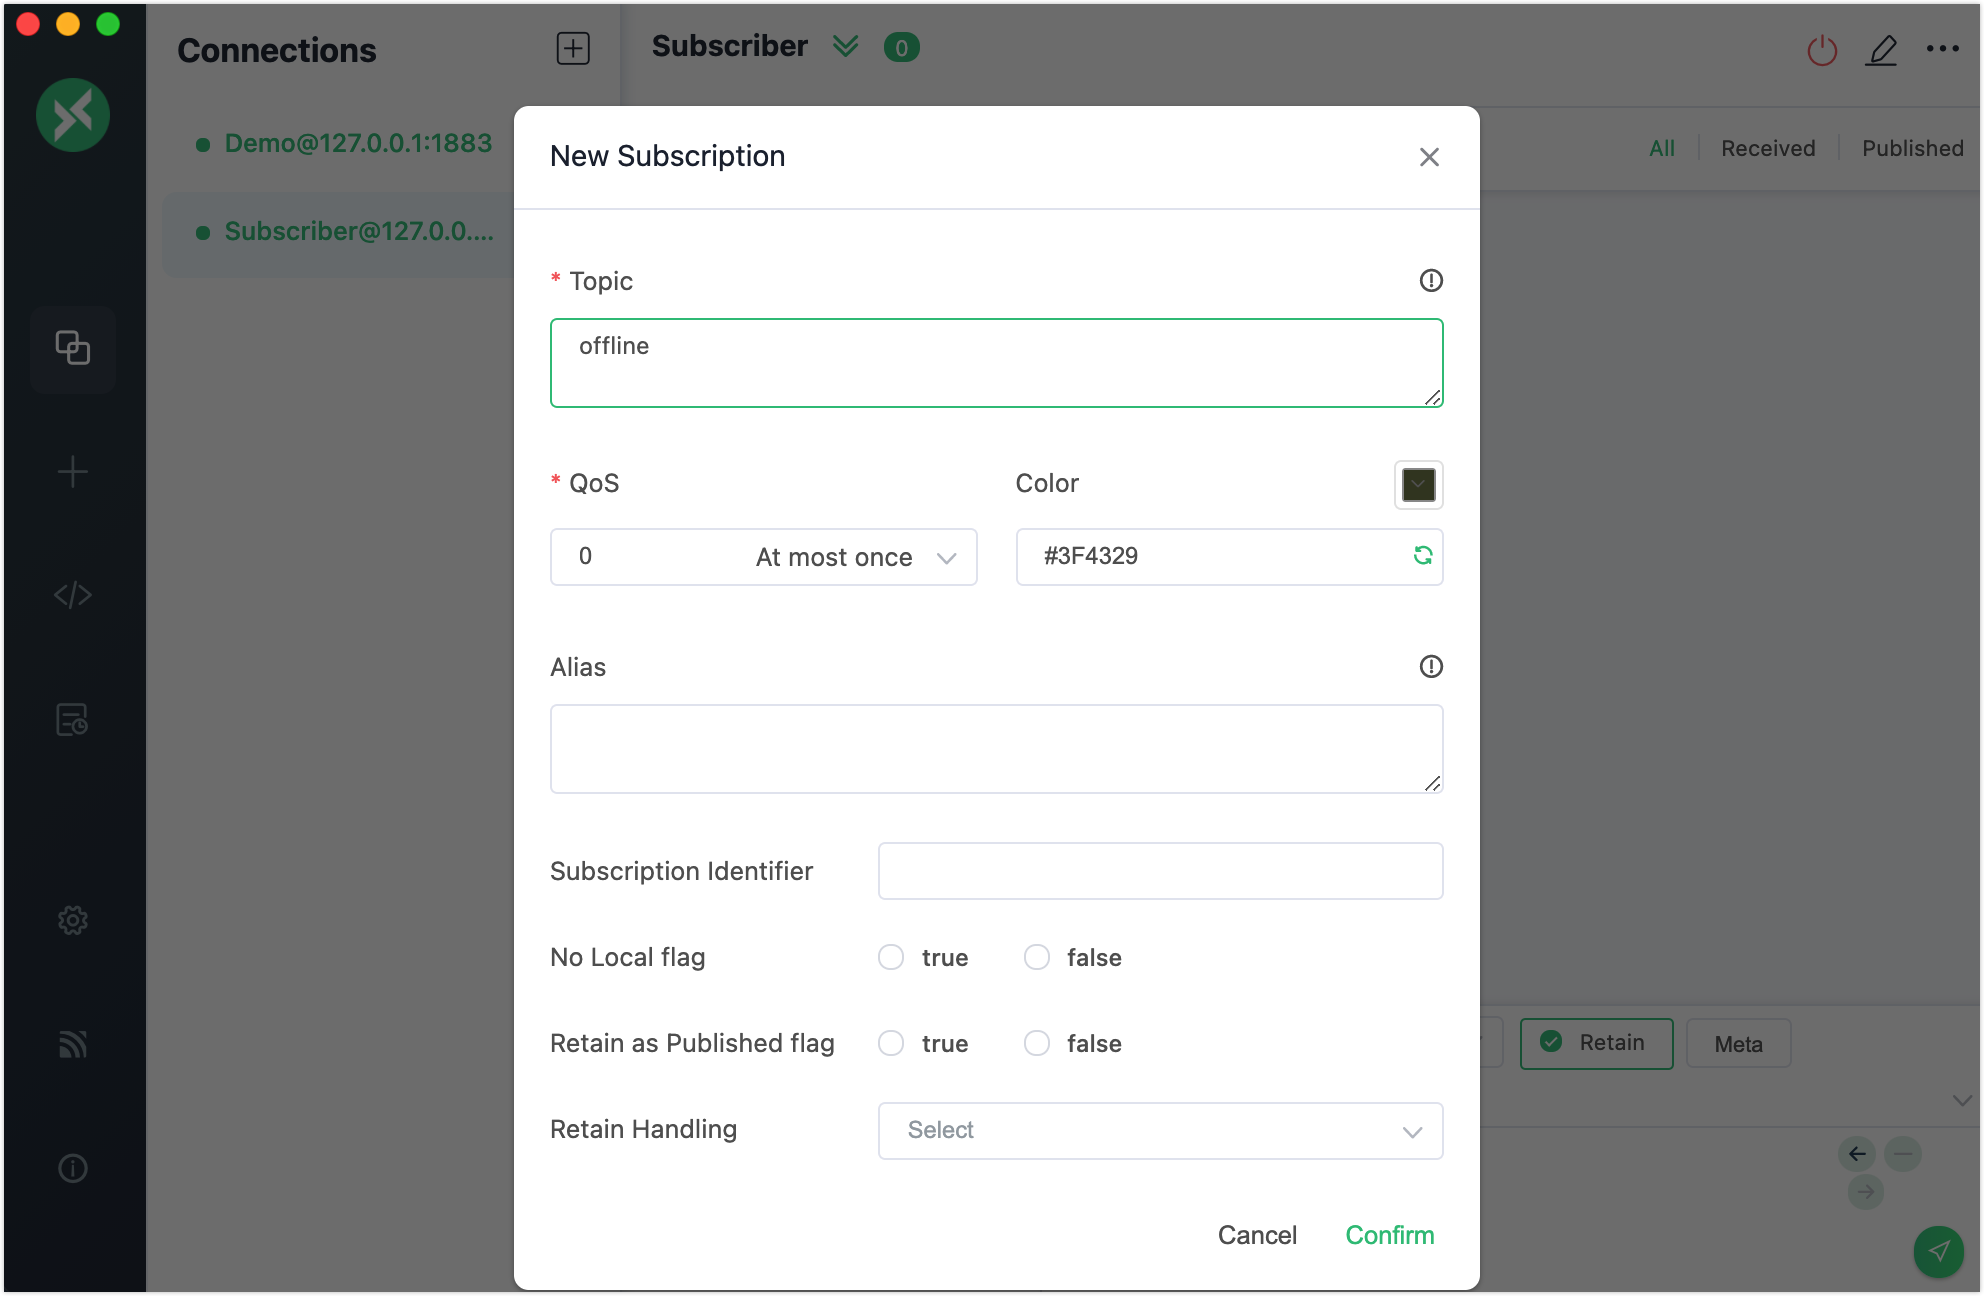 Connections
Subscriber 0
Demo@127.0.0.1:1883
Subscriber@127.0.0....
All Received Published
New Subscription
* Topic
offline
* QoS Color
0 At most once #3F4329
Alias
Subscription Identifier
No Local flag true false
Retain as Published flag true false
Retain Handling Select
Cancel Confirm
Retain Meta